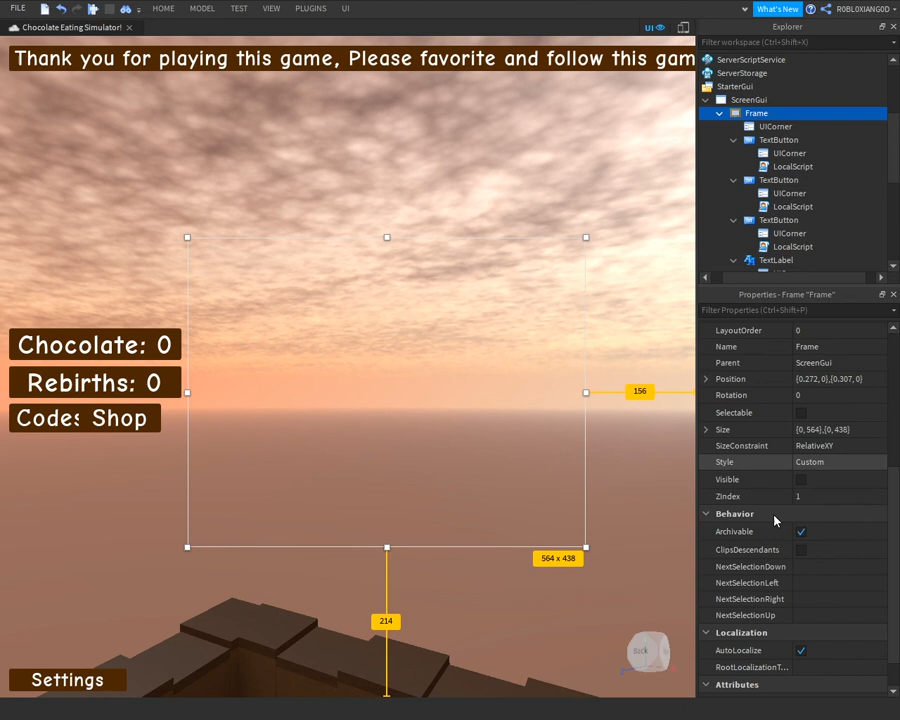 FILE HOME MODEL TEST VIEW PLUGINS UI What's New R0BL0XIANG0D
Chocolate Eating Simulator! UI
Explorer
Filter workspace (Ctrl+Shift+X)
Thank you for playing this game, Please favorite and follow this gam
ServerScriptService
ServerStorage
StarterGui
ScreenGui
Frame
UICorner
TextButton
UICorner
LocalScript
TextButton
UICorner
LocalScript
TextButton
UICorner
LocalScript
TextLabel
Properties - Frame "Frame"
Filter Properties (Ctrl+Shift+P)
LayoutOrder 0
Name Frame
Parent ScreenGui
Position {0.272, 0},{0.307, 0}
Rotation 0
Selectable
Size {0, 564},{0, 438}
SizeConstraint RelativeXY
Style Custom
Visible
ZIndex 1
Behavior
Archivable
ClipsDescendants
NextSelectionDown
NextSelectionLeft
NextSelectionRight
NextSelectionUp
Localization
AutoLocalize
RootLocalizationT...
Attributes
Chocolate: 0
Rebirths: 0
Codes Shop
156
564 x 438
214
Back
Settings